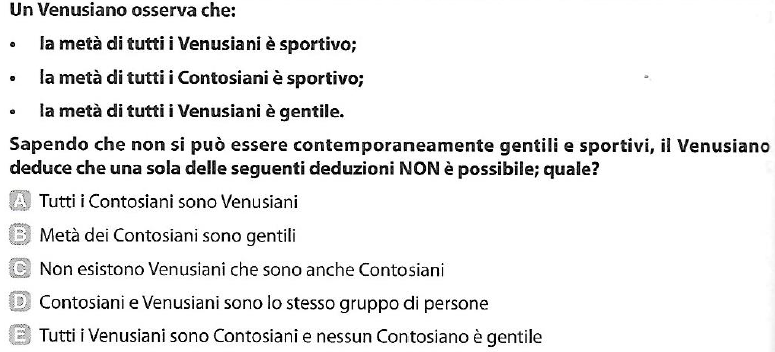 Un Venusiano osserva che:
• la metà di tutti i Venusiani è sportivo;
• la metà di tutti i Contosiani è sportivo;
• la metà di tutti i Venusiani è gentile.
Sapendo che non si può essere contemporaneamente gentili e sportivi, il Venusiano
deduce che una sola delle seguenti deduzioni NON è possibile; quale?
A Tutti i Contosiani sono Venusiani
B Metà dei Contosiani sono gentili
C Non esistono Venusiani che sono anche Contosiani
D Contosiani e Venusiani sono lo stesso gruppo di persone
E Tutti i Venusiani sono Contosiani e nessun Contosiano è gentile